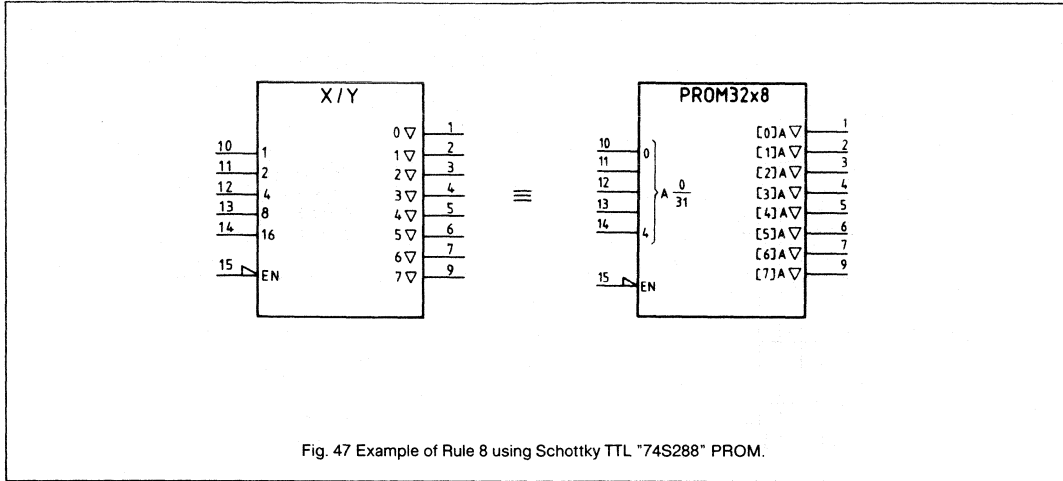 X/Y
10 1
11 2
12 4
13 8
14 16
15 EN
0 ▽ 1
1 ▽ 2
2 ▽ 3
3 ▽ 4
4 ▽ 5
5 ▽ 6
6 ▽ 7
7 ▽ 9
≡
PROM32x8
10 0
11
12
13
14 4
A 0/31
15 EN
[0]A ▽ 1
[1]A ▽ 2
[2]A ▽ 3
[3]A ▽ 4
[4]A ▽ 5
[5]A ▽ 6
[6]A ▽ 7
[7]A ▽ 9
Fig. 47 Example of Rule 8 using Schottky TTL "74S288" PROM.